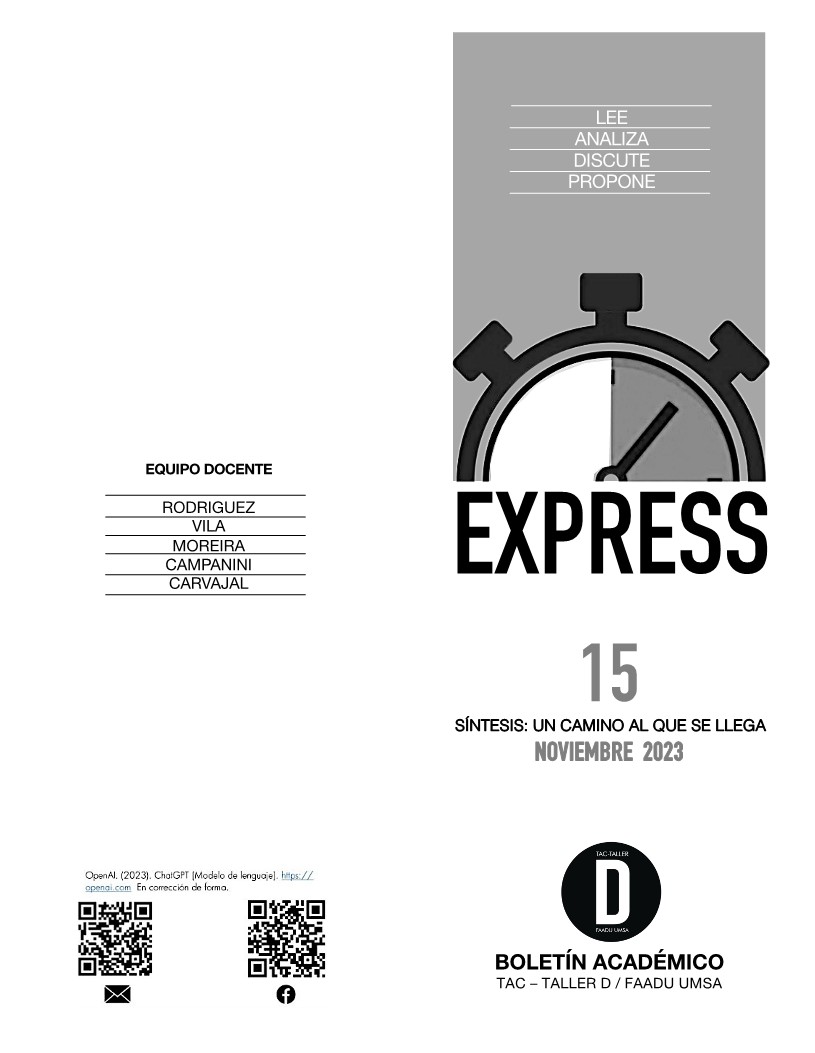 EQUIPO DOCENTE
RODRIGUEZ
VILA
MOREIRA
CAMPANINI
CARVAJAL
OpenAI. (2023). ChatGPT (Modelo de lenguaje). https://
openai.com En corrección de forma.
LEE
ANALIZA
DISCUTE
PROPONE
EXPRESS
15
SÍNTESIS: UN CAMINO AL QUE SE LLEGA
NOVIEMBRE 2023
TAC-TALLER
D
FAADU UMSA
BOLETÍN ACADÉMICO
TAC – TALLER D / FAADU UMSA